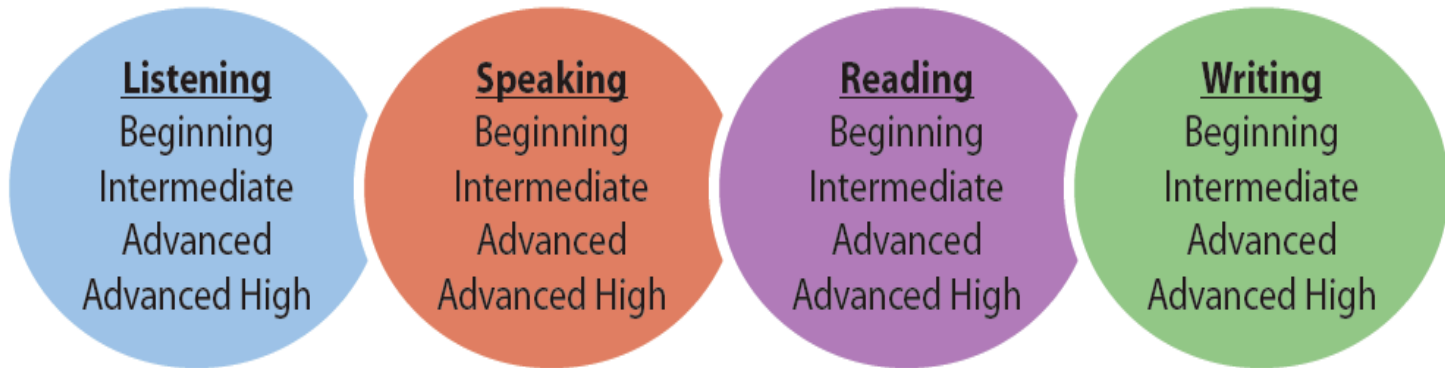 Listening
Beginning
Intermediate
Advanced
Advanced High
Speaking
Beginning
Intermediate
Advanced
Advanced High
Reading
Beginning
Intermediate
Advanced
Advanced High
Writing
Beginning
Intermediate
Advanced
Advanced High